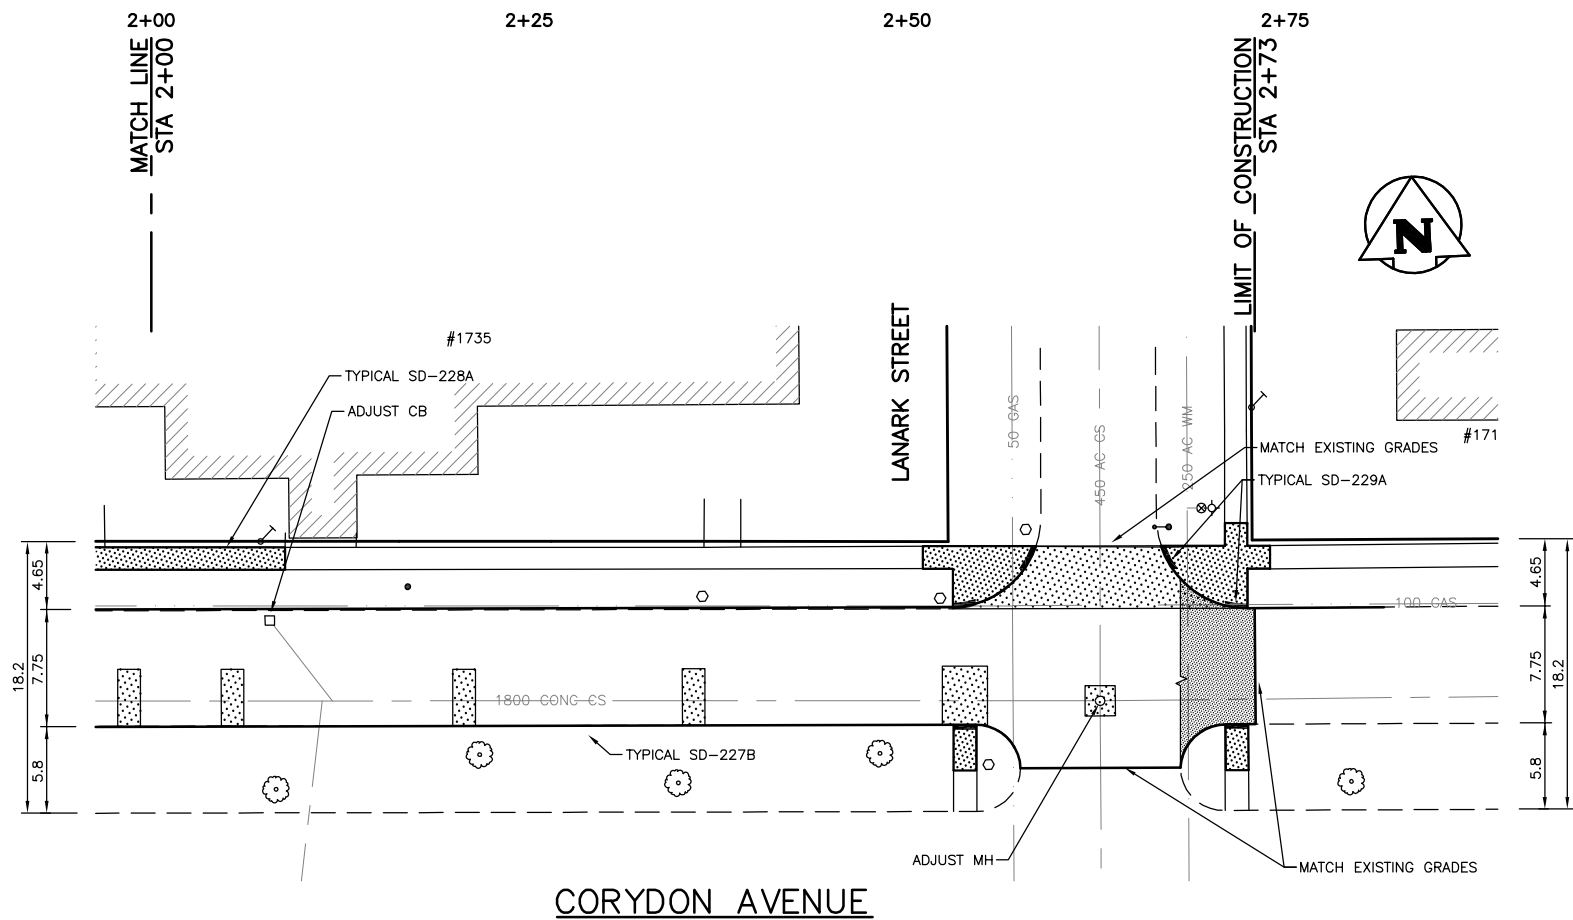 2+00
2+25
2+50
2+75
MATCH LINE
STA 2+00
LIMIT OF CONSTRUCTION
STA 2+73
N
#1735
TYPICAL SD-228A
ADJUST CB
LANARK STREET
50 GAS
450 AC CS
250 AC WM
MATCH EXISTING GRADES
TYPICAL SD-229A
#171
4.65
7.75
18.2
5.8
4.65
7.75
18.2
5.8
100 GAS
1800 CONC CS
TYPICAL SD-227B
ADJUST MH
MATCH EXISTING GRADES
CORYDON AVENUE